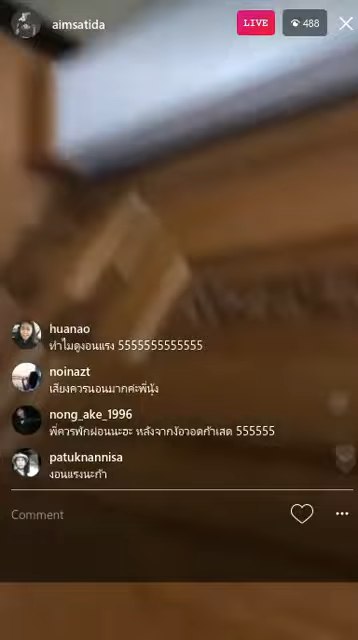 aimsatida
LIVE
488
huanao
ทำไมดูงอนแรง 5555555555555
noinazt
เสียงควรนอนมากค่ะพี่นุ้ง
nong_ake_1996
พี่ควรพักผ่อนนะฮะ หลังจากง้อวอดก้าเสด 555555
patuknannisa
งอนแรงนะก๊า
Comment